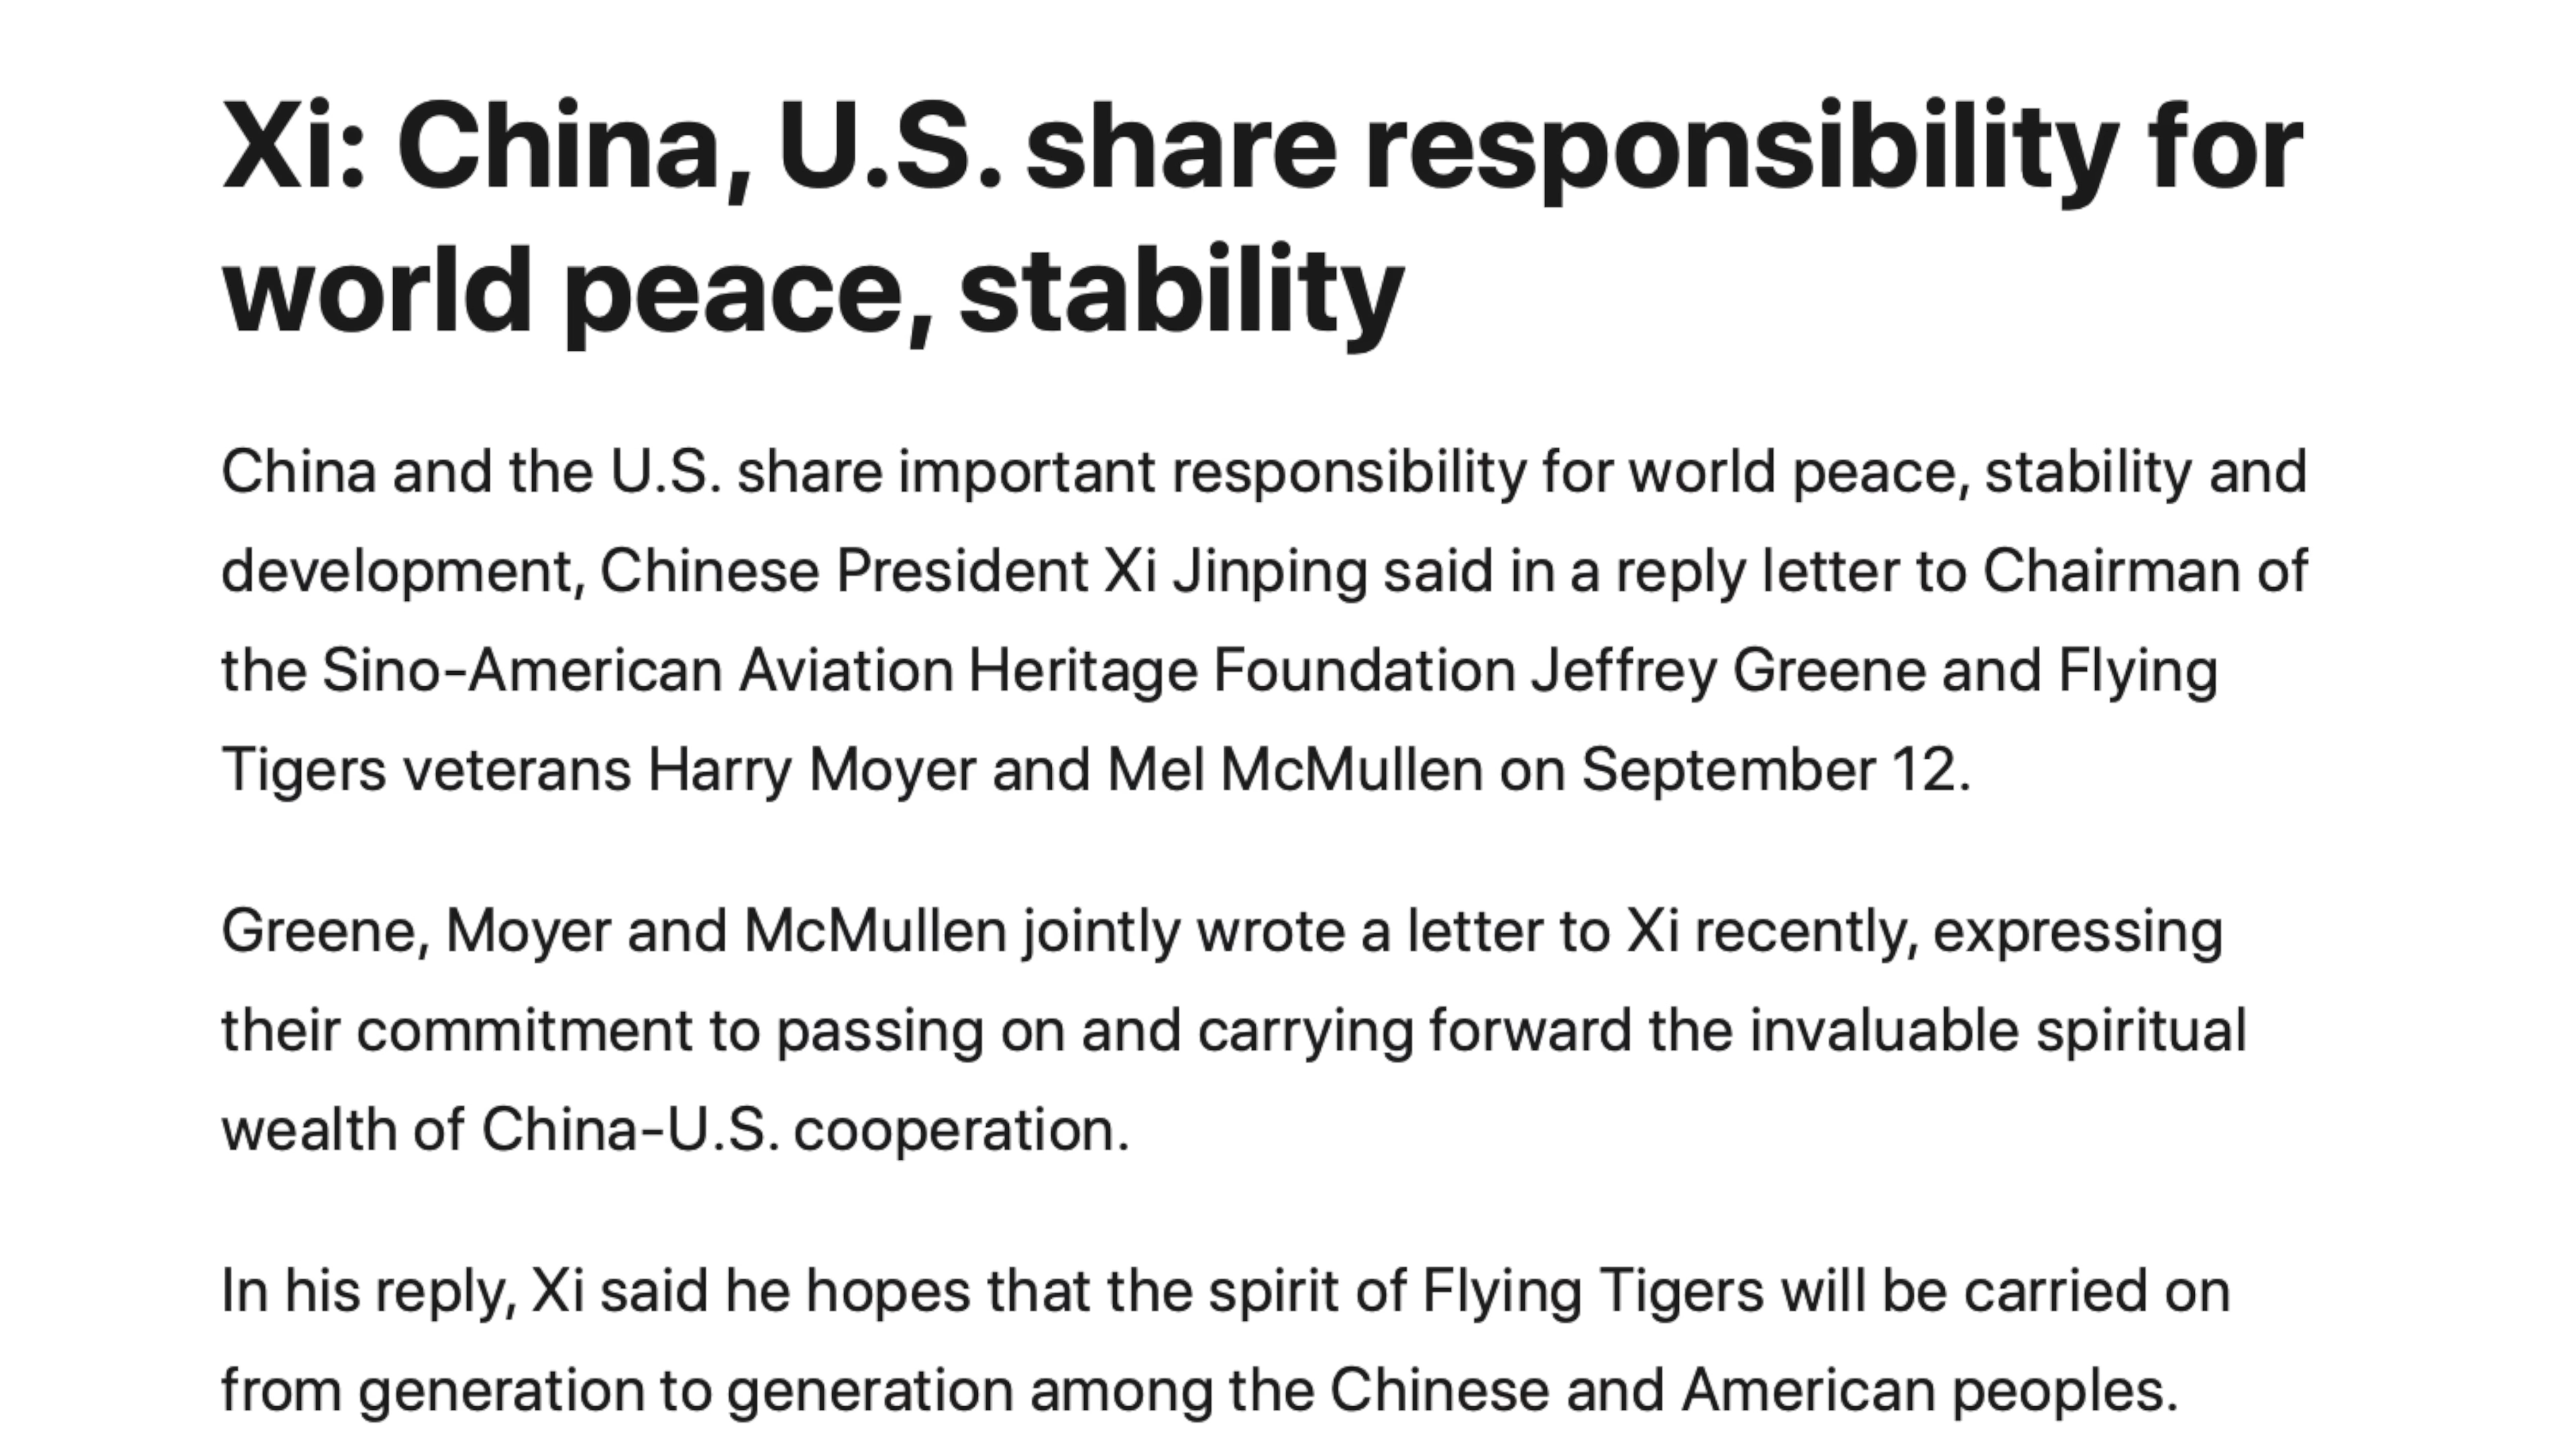 Xi: China, U.S. share responsibility for
world peace, stability
China and the U.S. share important responsibility for world peace, stability and
development, Chinese President Xi Jinping said in a reply letter to Chairman of
the Sino-American Aviation Heritage Foundation Jeffrey Greene and Flying
Tigers veterans Harry Moyer and Mel McMullen on September 12.
Greene, Moyer and McMullen jointly wrote a letter to Xi recently, expressing
their commitment to passing on and carrying forward the invaluable spiritual
wealth of China-U.S. cooperation.
In his reply, Xi said he hopes that the spirit of Flying Tigers will be carried on
from generation to generation among the Chinese and American peoples.